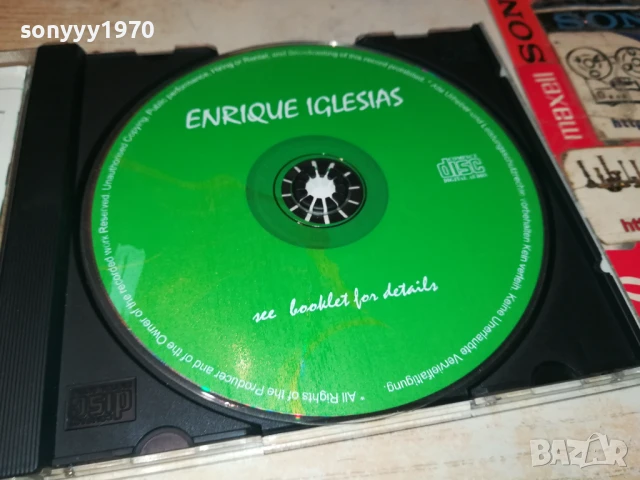 sonyyy1970
ENRIQUE IGLESIAS
COMPACT
disc
DIGITAL AUDIO
see booklet for details
* All Rights of the Producer and of the Owner of the recorded work Reserved. Unauthorised Copying, Public performance, Hiring or Rental, and Broadcasting of this record prohibited. * Alle Urheber und Leistungsschutzrechte vorbehalten Kein Verleih. Keine Unerlaubte Vervielfältigung.
disc
SONY
maxell
SON
BAZAR